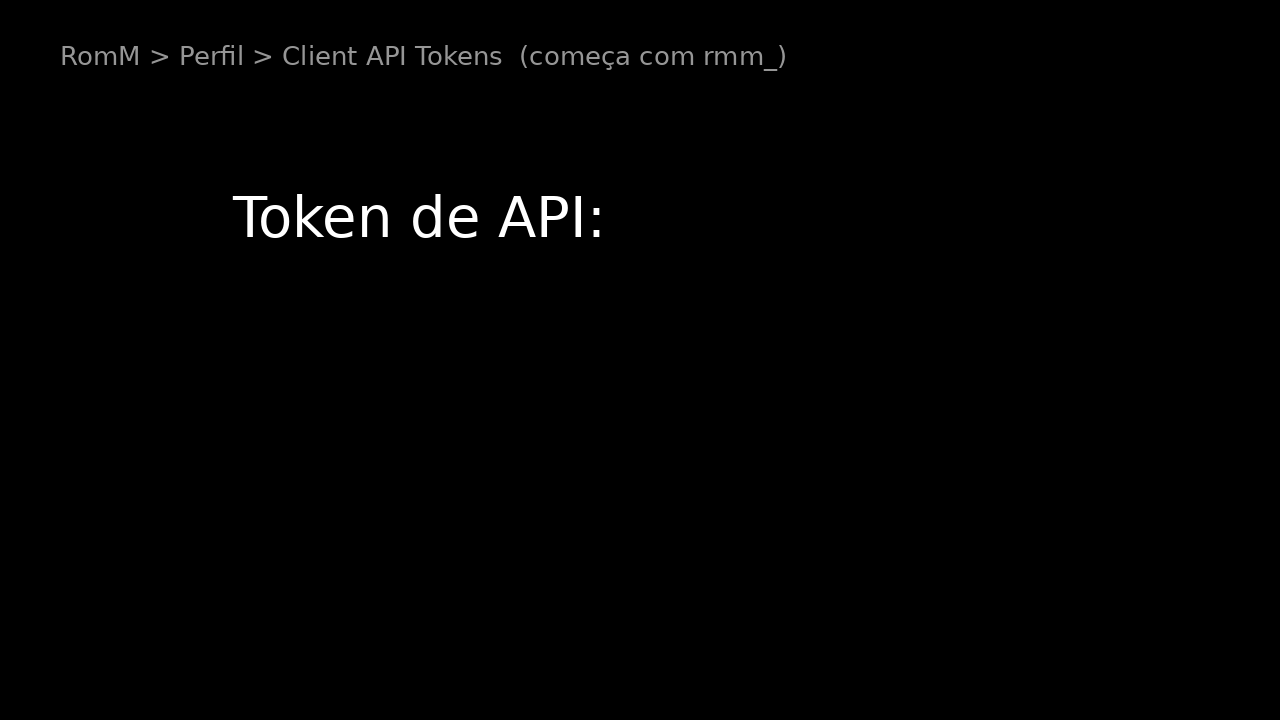 RomM > Perfil > Client API Tokens  (começa com rmm_)
Token de API: